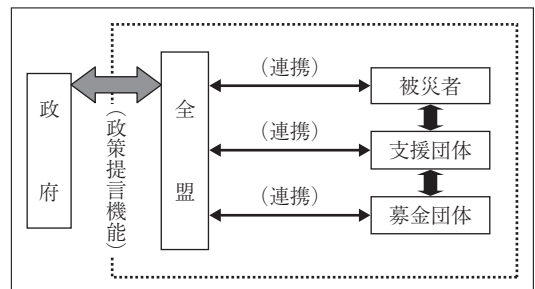 政府
(政策提言機能)
全盟
(連携)
被災者
(連携)
支援団体
(連携)
募金団体